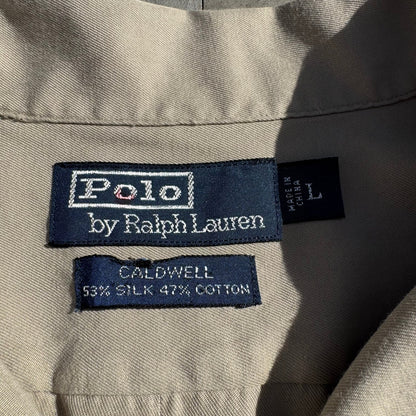 Polo
by Ralph Lauren
MADE IN
CHINA
L
CALDWELL
53% SILK 47% COTTON